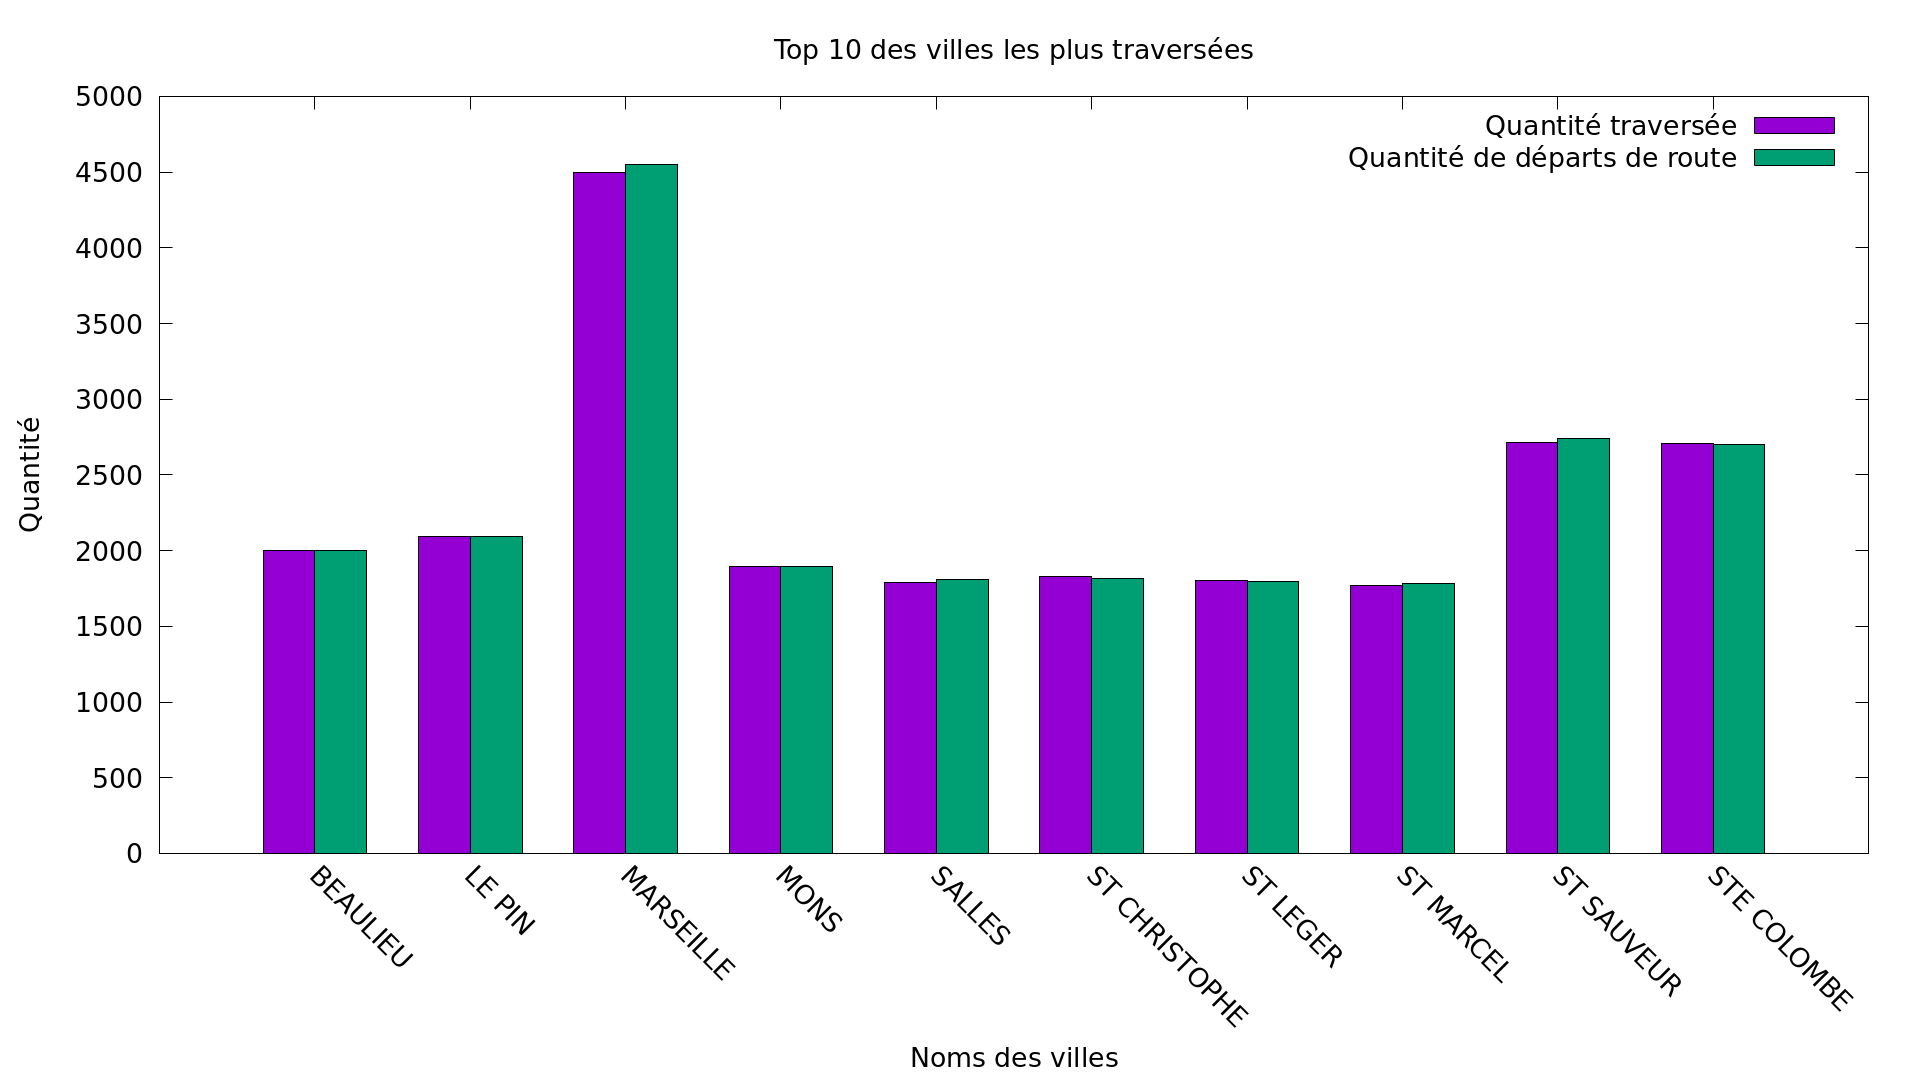 Top 10 des villes les plus traversées
Quantité traversée
Quantité de départs de route
5000
4500
4000
3500
3000
2500
2000
1500
1000
500
0
Quantité
BEAULIEU
LE PIN
MARSEILLE
MONS
SALLES
ST CHRISTOPHE
ST LEGER
ST MARCEL
ST SAUVEUR
STE COLOMBE
Noms des villes